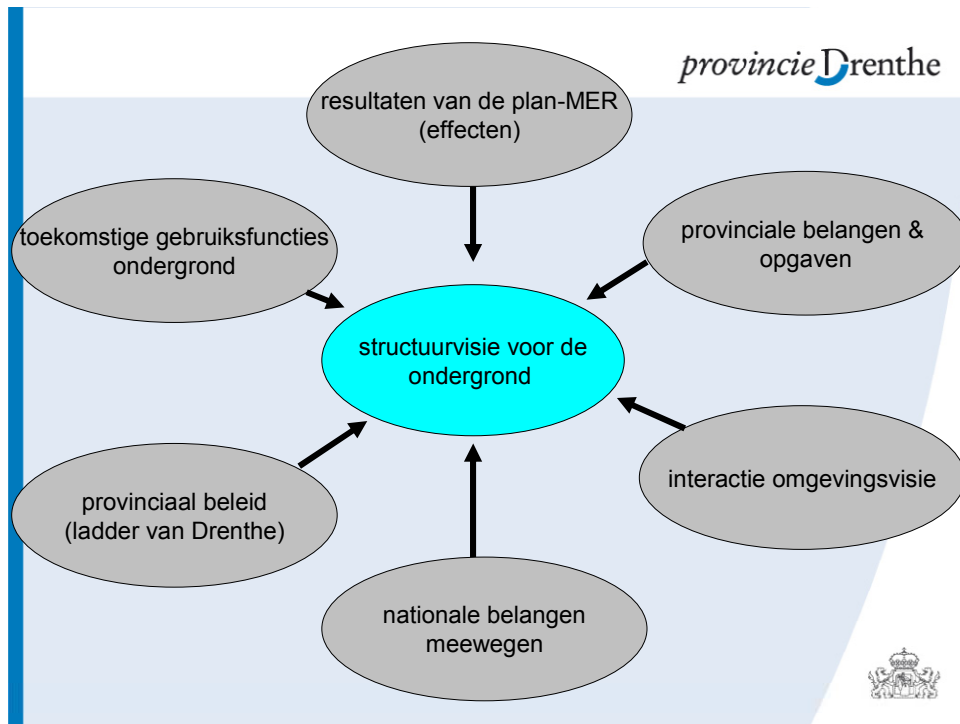 provincie Drenthe
resultaten van de plan-MER
(effecten)
toekomstige gebruiksfuncties
ondergrond
provinciale belangen &
opgaven
structuurvisie voor de
ondergrond
provinciaal beleid
(ladder van Drenthe)
interactie omgevingsvisie
nationale belangen
meewegen